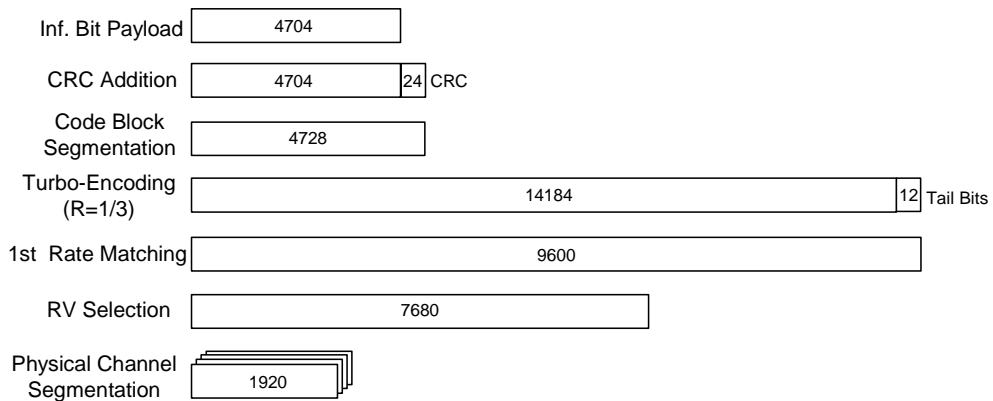 Inf. Bit Payload 4704
CRC Addition 4704 24 CRC
Code Block
Segmentation 4728
Turbo-Encoding
(R=1/3) 14184 12 Tail Bits
1st Rate Matching 9600
RV Selection 7680
Physical Channel
Segmentation 1920